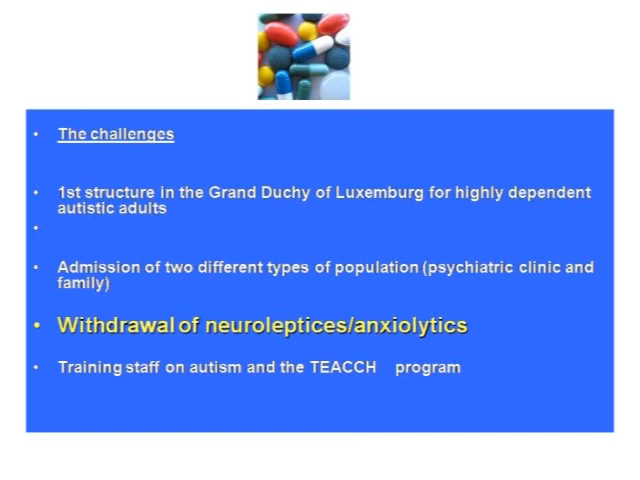 • The challenges
• 1st structure in the Grand Duchy of Luxemburg for highly dependent
autistic adults
•
• Admission of two different types of population (psychiatric clinic and
family)
• Withdrawal of neuroleptices/anxiolytics
• Training staff on autism and the TEACCH program